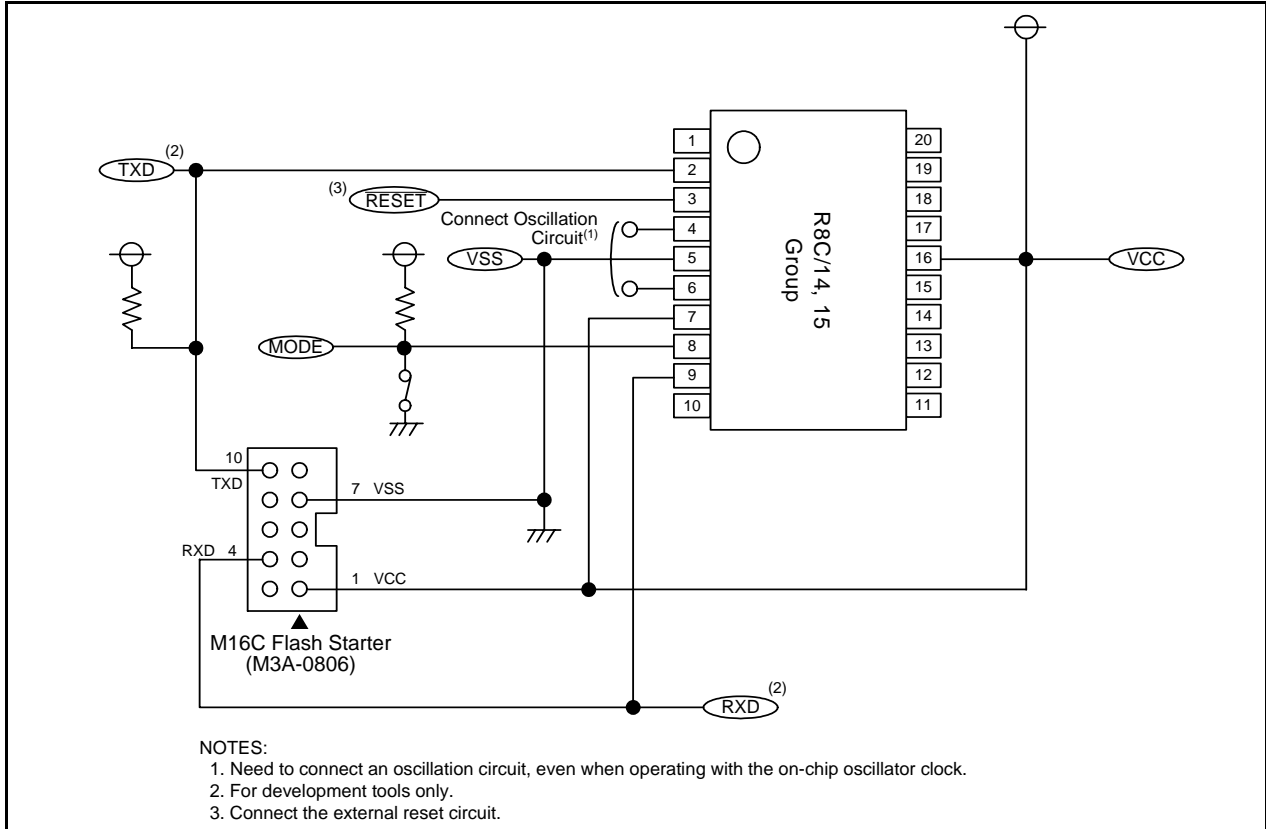 (2)
TXD
(3)
RESET
Connect Oscillation
Circuit(1)
VSS
MODE
1
2
3
4
5
6
7
8
9
10
R8C/14, 15
Group
20
19
18
17
16
15
14
13
12
11
VCC
10
TXD
7 VSS
RXD 4
1 VCC
M16C Flash Starter
(M3A-0806)
(2)
RXD
NOTES:
1. Need to connect an oscillation circuit, even when operating with the on-chip oscillator clock.
2. For development tools only.
3. Connect the external reset circuit.